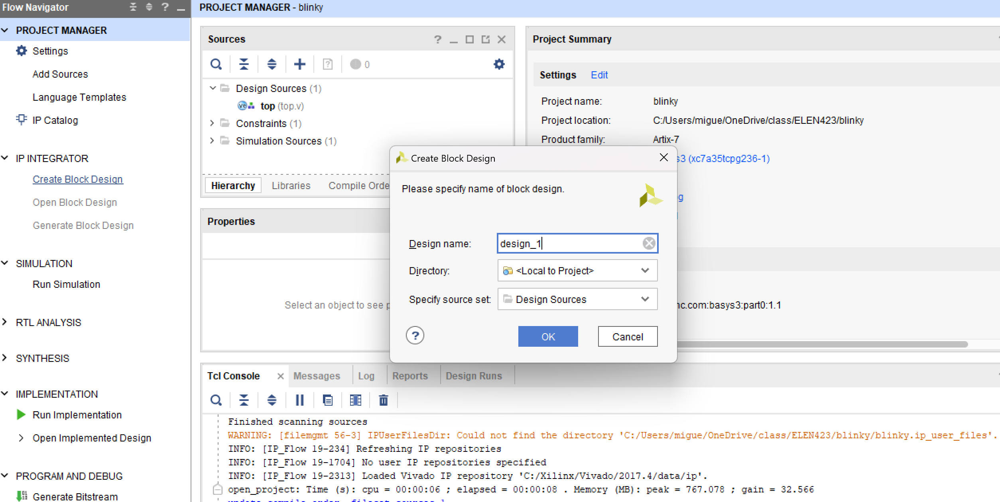 Flow Navigator
PROJECT MANAGER
Settings
Add Sources
Language Templates
IP Catalog
IP INTEGRATOR
Create Block Design
Open Block Design
Generate Block Design
SIMULATION
Run Simulation
RTL ANALYSIS
SYNTHESIS
IMPLEMENTATION
Run Implementation
Open Implemented Design
PROGRAM AND DEBUG
Generate Bitstream
PROJECT MANAGER - blinky
Sources
0
Design Sources (1)
top (top.v)
Constraints (1)
Simulation Sources (1)
Hierarchy Libraries Compile Orde
Properties
Select an object to see p
Project Summary
Settings Edit
Project name: blinky
Project location: C:/Users/migue/OneDrive/class/ELEN423/blinky
Product family: Artix-7
s3 (xc7a35tcpg236-1)
g
nc.com:basys3:part0:1.1
Create Block Design
Please specify name of block design.
Design name: design_1
Directory: <Local to Project>
Specify source set: Design Sources
? OK Cancel
Tcl Console Messages Log Reports Design Runs
Finished scanning sources
WARNING: [filemgmt 56-3] IPUserFilesDir: Could not find the directory 'C:/Users/migue/OneDrive/class/ELEN423/blinky/blinky.ip_user_files'.
INFO: [IP_Flow 19-234] Refreshing IP repositories
INFO: [IP_Flow 19-1704] No user IP repositories specified
INFO: [IP_Flow 19-2313] Loaded Vivado IP repository 'C:/Xilinx/Vivado/2017.4/data/ip'.
open_project: Time (s): cpu = 00:00:06 ; elapsed = 00:00:08 . Memory (MB): peak = 767.078 ; gain = 32.566